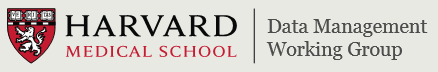 HARVARD
MEDICAL SCHOOL
Data Management
Working Group